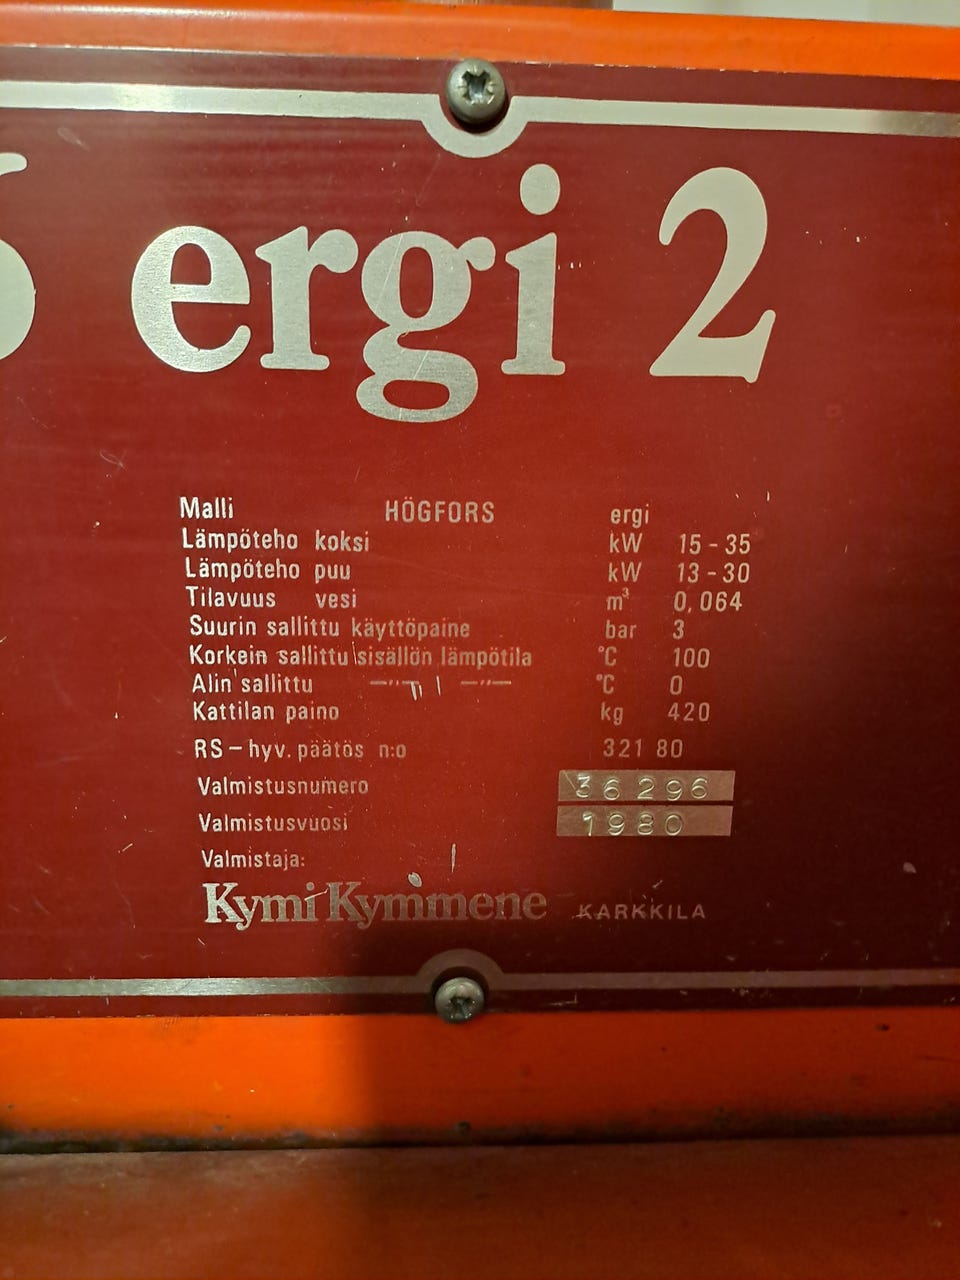 ergi 2
Malli HÖGFORS ergi
Lämpöteho koksi kW 15-35
Lämpöteho puu kW 13-30
Tilavuus vesi m³ 0,064
Suurin sallittu käyttöpaine bar 3
Korkein sallittu sisällön lämpötila °C 100
Alin sallittu —"— —"— °C 0
Kattilan paino kg 420
RS-hyv. päätös n:o 321 80
Valmistusnumero 36296
Valmistusvuosi 1980
Valmistaja:
Kymi Kymmene KARKKILA